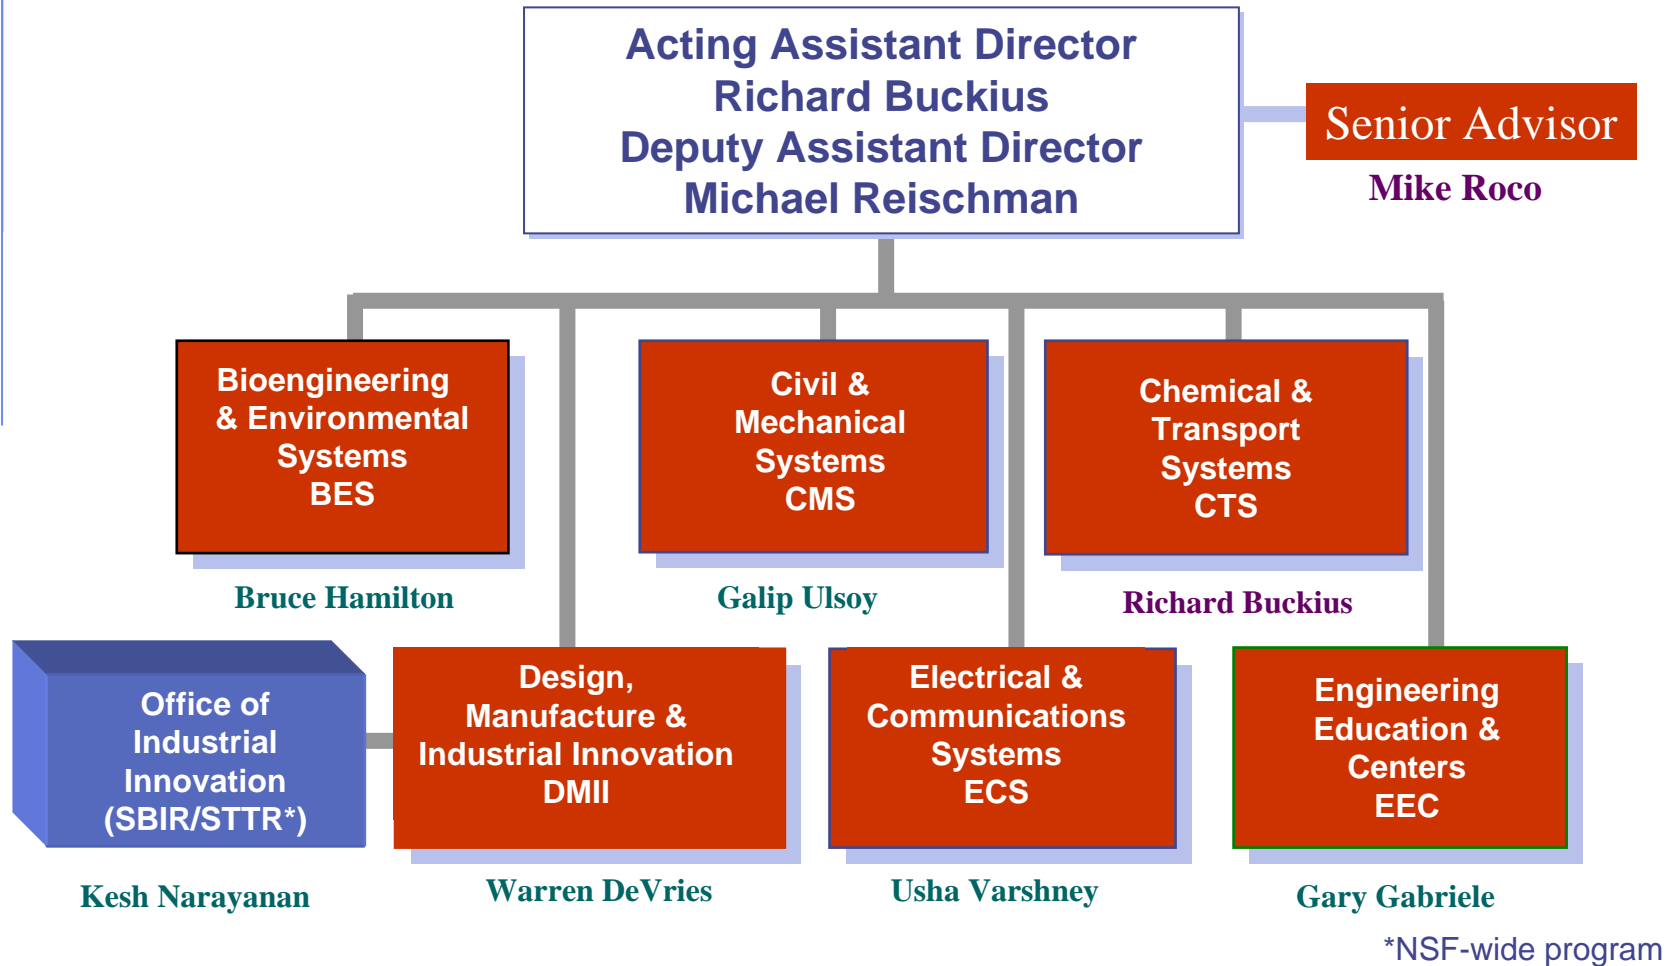 Acting Assistant Director
Richard Buckius
Deputy Assistant Director
Michael Reischman
Senior Advisor
Mike Roco
Bioengineering
& Environmental
Systems
BES
Bruce Hamilton
Civil &
Mechanical
Systems
CMS
Galip Ulsoy
Chemical &
Transport
Systems
CTS
Richard Buckius
Office of
Industrial
Innovation
(SBIR/STTR*)
Kesh Narayanan
Design,
Manufacture &
Industrial Innovation
DMII
Warren DeVries
Electrical &
Communications
Systems
ECS
Usha Varshney
Engineering
Education &
Centers
EEC
Gary Gabriele
*NSF-wide program